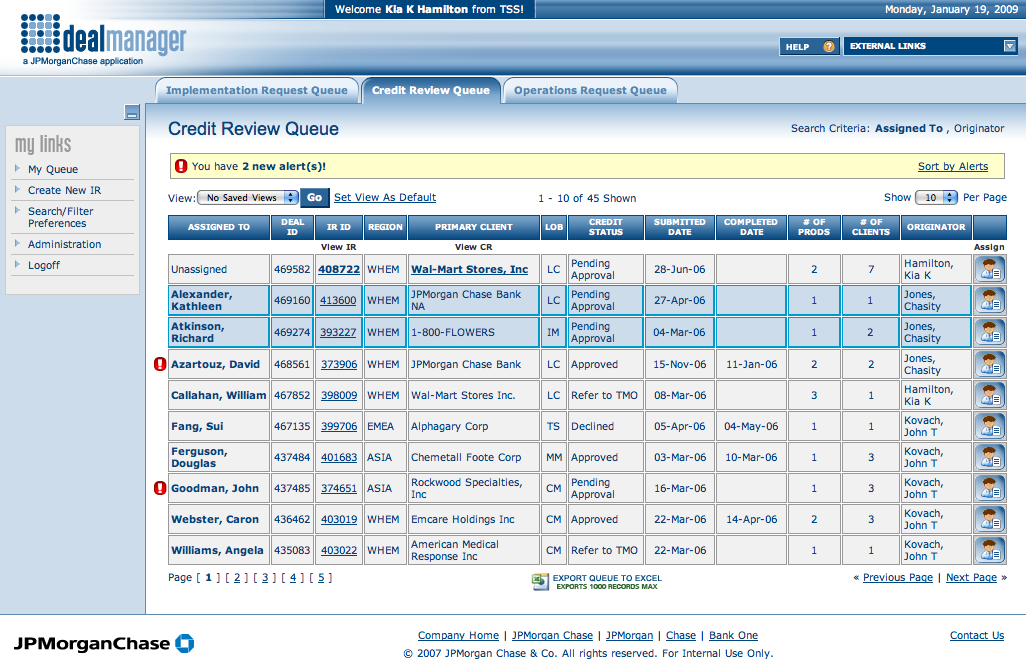 Welcome Kia K Hamilton from TSS!
Monday, January 19, 2009
dealmanager
a JPMorganChase application
HELP ?
EXTERNAL LINKS
Implementation Request Queue
Credit Review Queue
Operations Request Queue
my links
My Queue
Create New IR
Search/Filter
Preferences
Administration
Logoff
Credit Review Queue
Search Criteria: Assigned To , Originator
! You have 2 new alert(s)!
Sort by Alerts
View: No Saved Views Go Set View As Default
1 - 10 of 45 Shown
Show 10 Per Page
ASSIGNED TO DEAL ID IR ID REGION PRIMARY CLIENT LOB CREDIT STATUS SUBMITTED DATE COMPLETED DATE # OF PRODS # OF CLIENTS ORIGINATOR
View IR View CR Assign
Unassigned 469582 408722 WHEM Wal-Mart Stores, Inc LC Pending Approval 28-Jun-06 2 7 Hamilton, Kia K
Alexander, Kathleen 469160 413600 WHEM JPMorgan Chase Bank NA LC Pending Approval 27-Apr-06 1 1 Jones, Chasity
Atkinson, Richard 469274 393227 WHEM 1-800-FLOWERS IM Pending Approval 04-Mar-06 1 2 Jones, Chasity
! Azartouz, David 468561 373906 WHEM JPMorgan Chase Bank LC Approved 15-Nov-06 11-Jan-06 2 2 Jones, Chasity
Callahan, William 467852 398009 WHEM Wal-Mart Stores Inc. LC Refer to TMO 08-Mar-06 3 1 Hamilton, Kia K
Fang, Sui 467135 399706 EMEA Alphagary Corp TS Declined 05-Apr-06 04-May-06 1 1 Kovach, John T
Ferguson, Douglas 437484 401683 ASIA Chemetall Foote Corp MM Approved 03-Mar-06 10-Mar-06 1 3 Kovach, John T
! Goodman, John 437485 374651 ASIA Rockwood Specialties, Inc CM Pending Approval 16-Mar-06 1 3 Kovach, John T
Webster, Caron 436462 403019 WHEM Emcare Holdings Inc CM Approved 22-Mar-06 14-Apr-06 2 3 Kovach, John T
Williams, Angela 435083 403022 WHEM American Medical Response Inc CM Refer to TMO 22-Mar-06 1 1 Kovach, John T
Page [ 1 ] [ 2 ] [ 3 ] [ 4 ] [ 5 ]
EXPORT QUEUE TO EXCEL
EXPORTS 1000 RECORDS MAX
« Previous Page | Next Page »
JPMorganChase
Company Home | JPMorgan Chase | JPMorgan | Chase | Bank One
Contact Us
© 2007 JPMorgan Chase & Co. All rights reserved. For Internal Use Only.